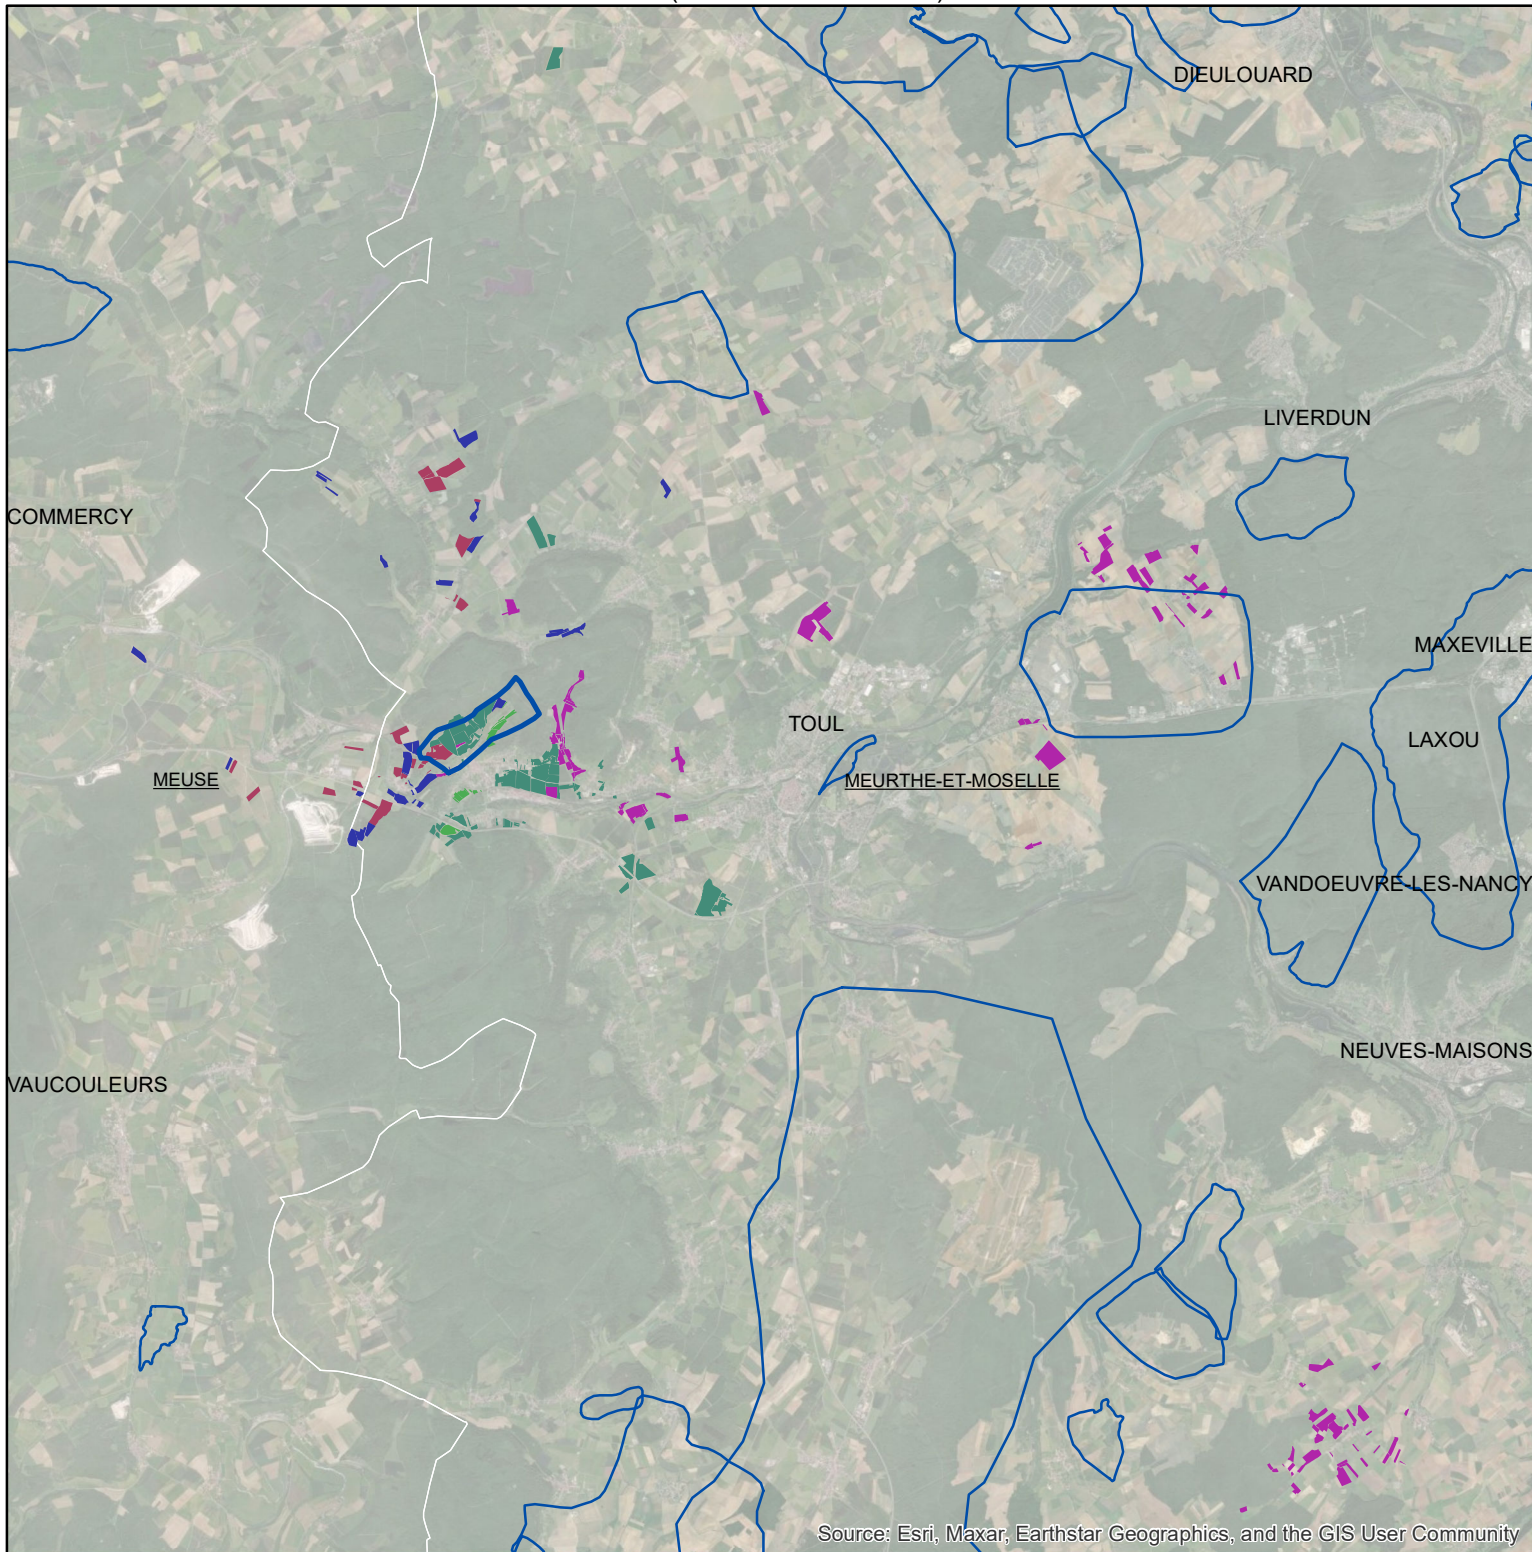 DIEULOUARD
LIVERDUN
COMMERCY
MAXEVILLE
TOUL
LAXOU
MEUSE
MEURTHE-ET-MOSELLE
VANDOEUVRE-LES-NANCY
NEUVES-MAISONS
VAUCOULEURS
Source: Esri, Maxar, Earthstar Geographics, and the GIS User Community